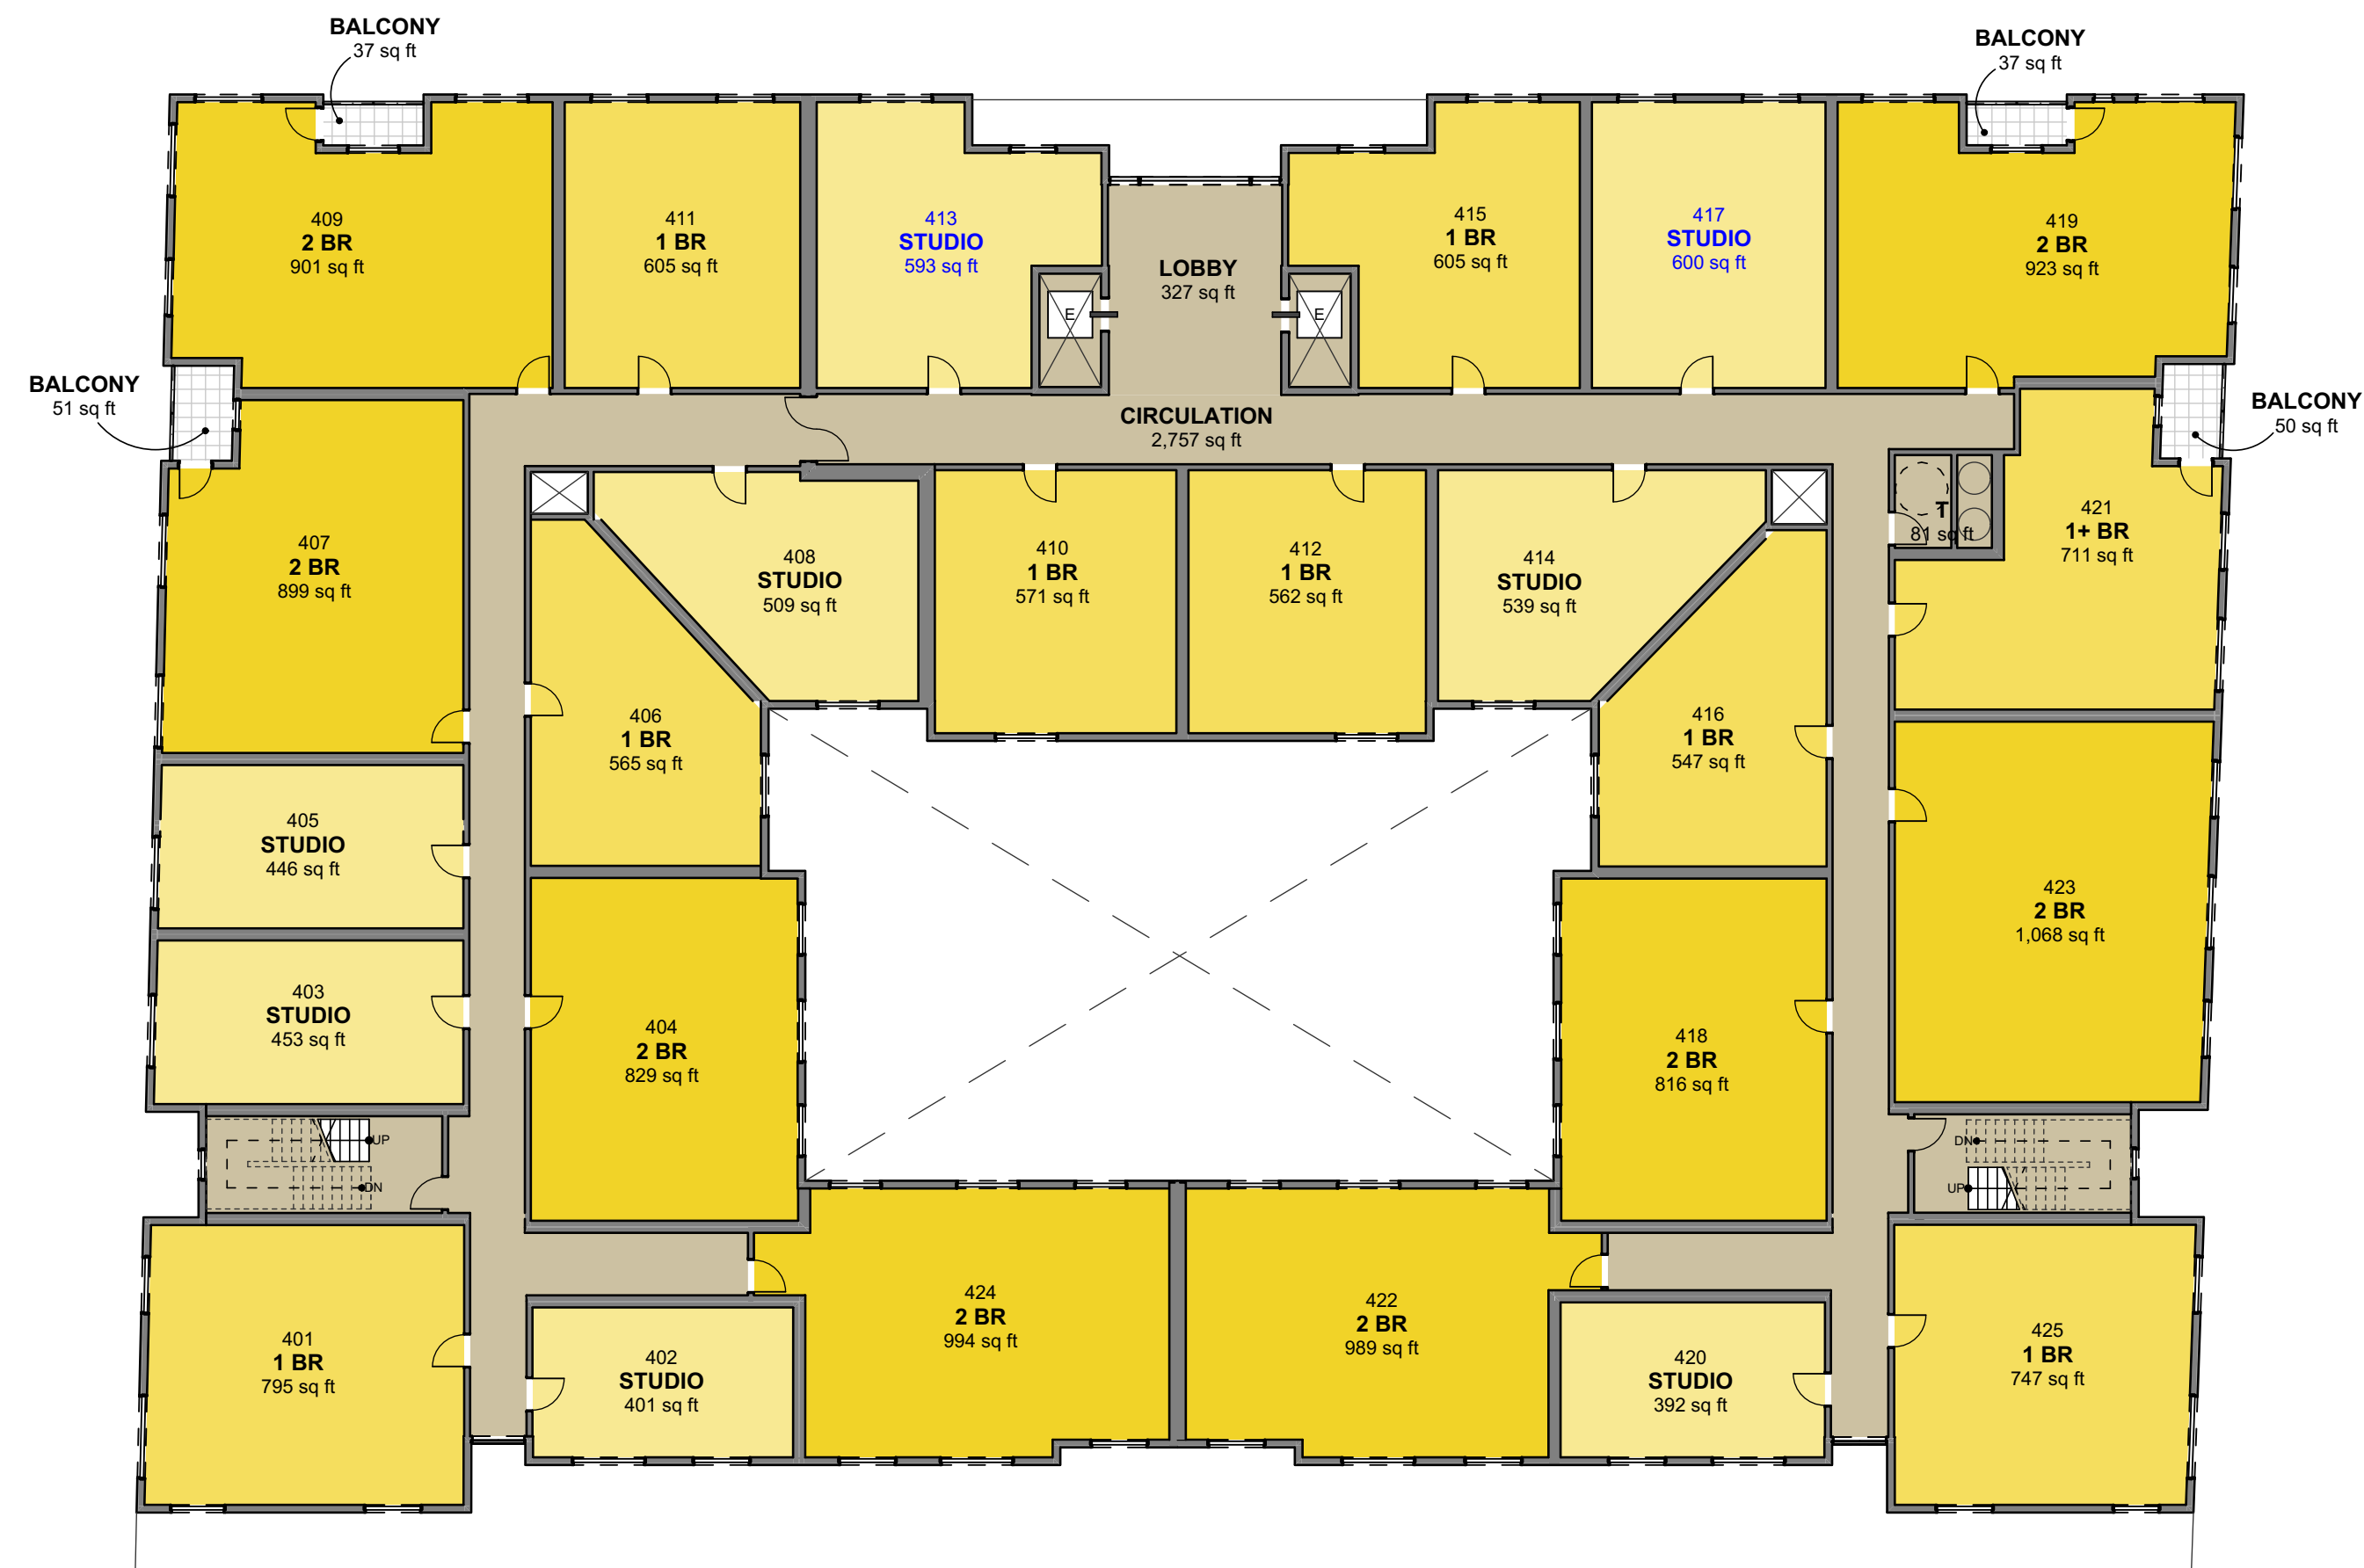 BALCONY
37 sq ft
BALCONY
37 sq ft
409
2 BR
901 sq ft
411
1 BR
605 sq ft
413
STUDIO
593 sq ft
LOBBY
327 sq ft
415
1 BR
605 sq ft
417
STUDIO
600 sq ft
419
2 BR
923 sq ft
E
E
BALCONY
51 sq ft
CIRCULATION
2,757 sq ft
BALCONY
50 sq ft
407
2 BR
899 sq ft
408
STUDIO
509 sq ft
410
1 BR
571 sq ft
412
1 BR
562 sq ft
414
STUDIO
539 sq ft
T
81 sq ft
421
1+ BR
711 sq ft
406
1 BR
565 sq ft
416
1 BR
547 sq ft
405
STUDIO
446 sq ft
423
2 BR
1,068 sq ft
403
STUDIO
453 sq ft
404
2 BR
829 sq ft
418
2 BR
816 sq ft
UP
DN
DN
UP
401
1 BR
795 sq ft
402
STUDIO
401 sq ft
424
2 BR
994 sq ft
422
2 BR
989 sq ft
420
STUDIO
392 sq ft
425
1 BR
747 sq ft